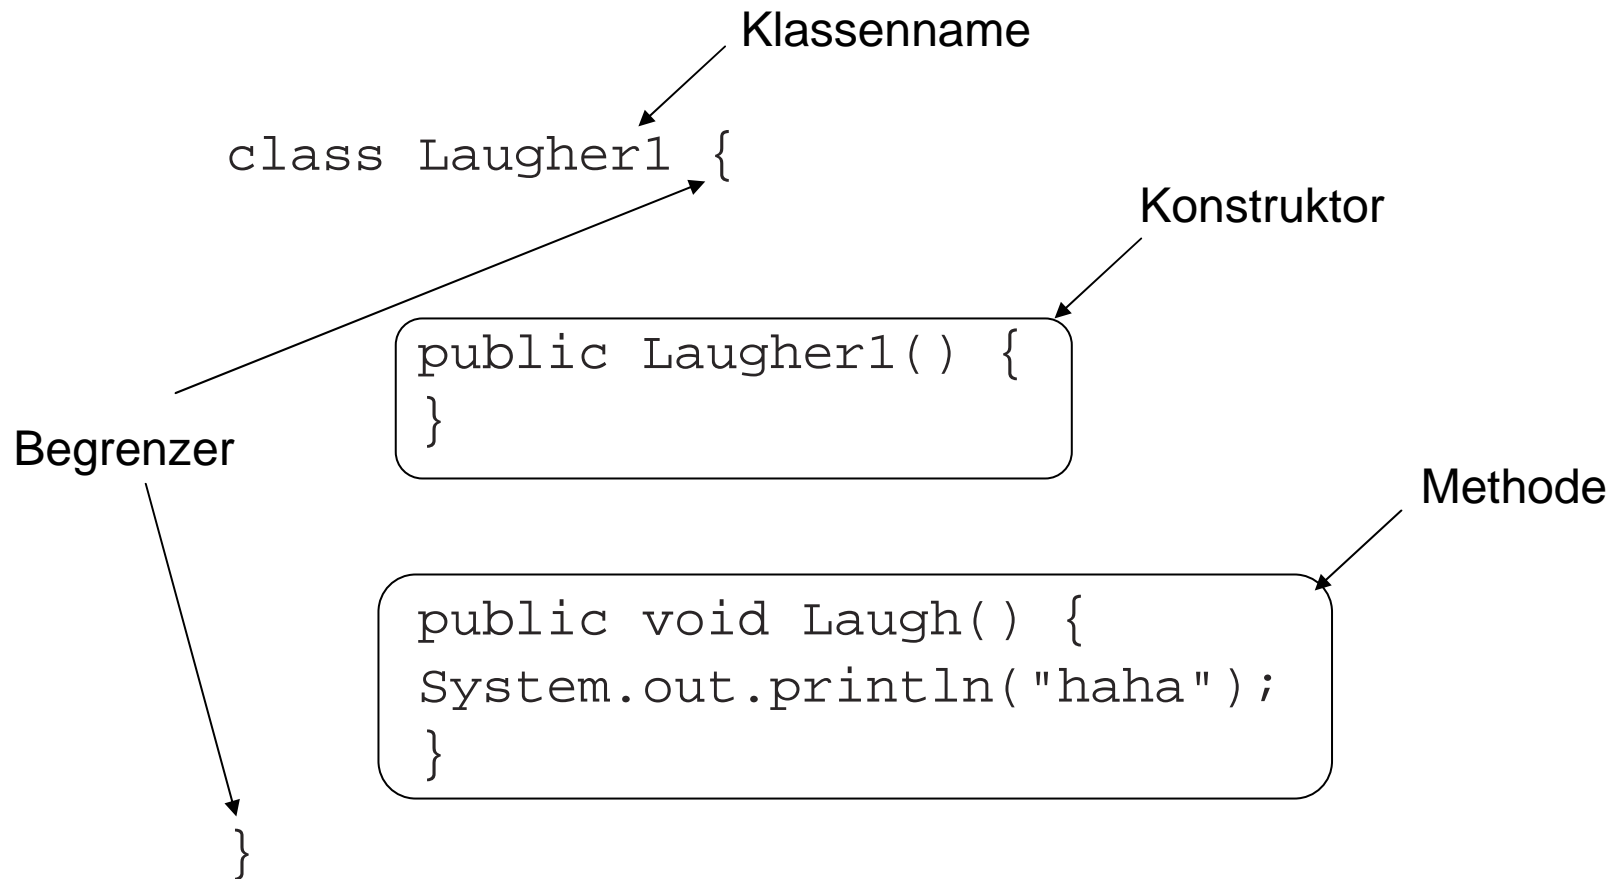 Klassenname
class Laugher1 {
Konstruktor
public Laugher1() {
}
Begrenzer
Methode
public void Laugh() {
System.out.println("haha");
}
}